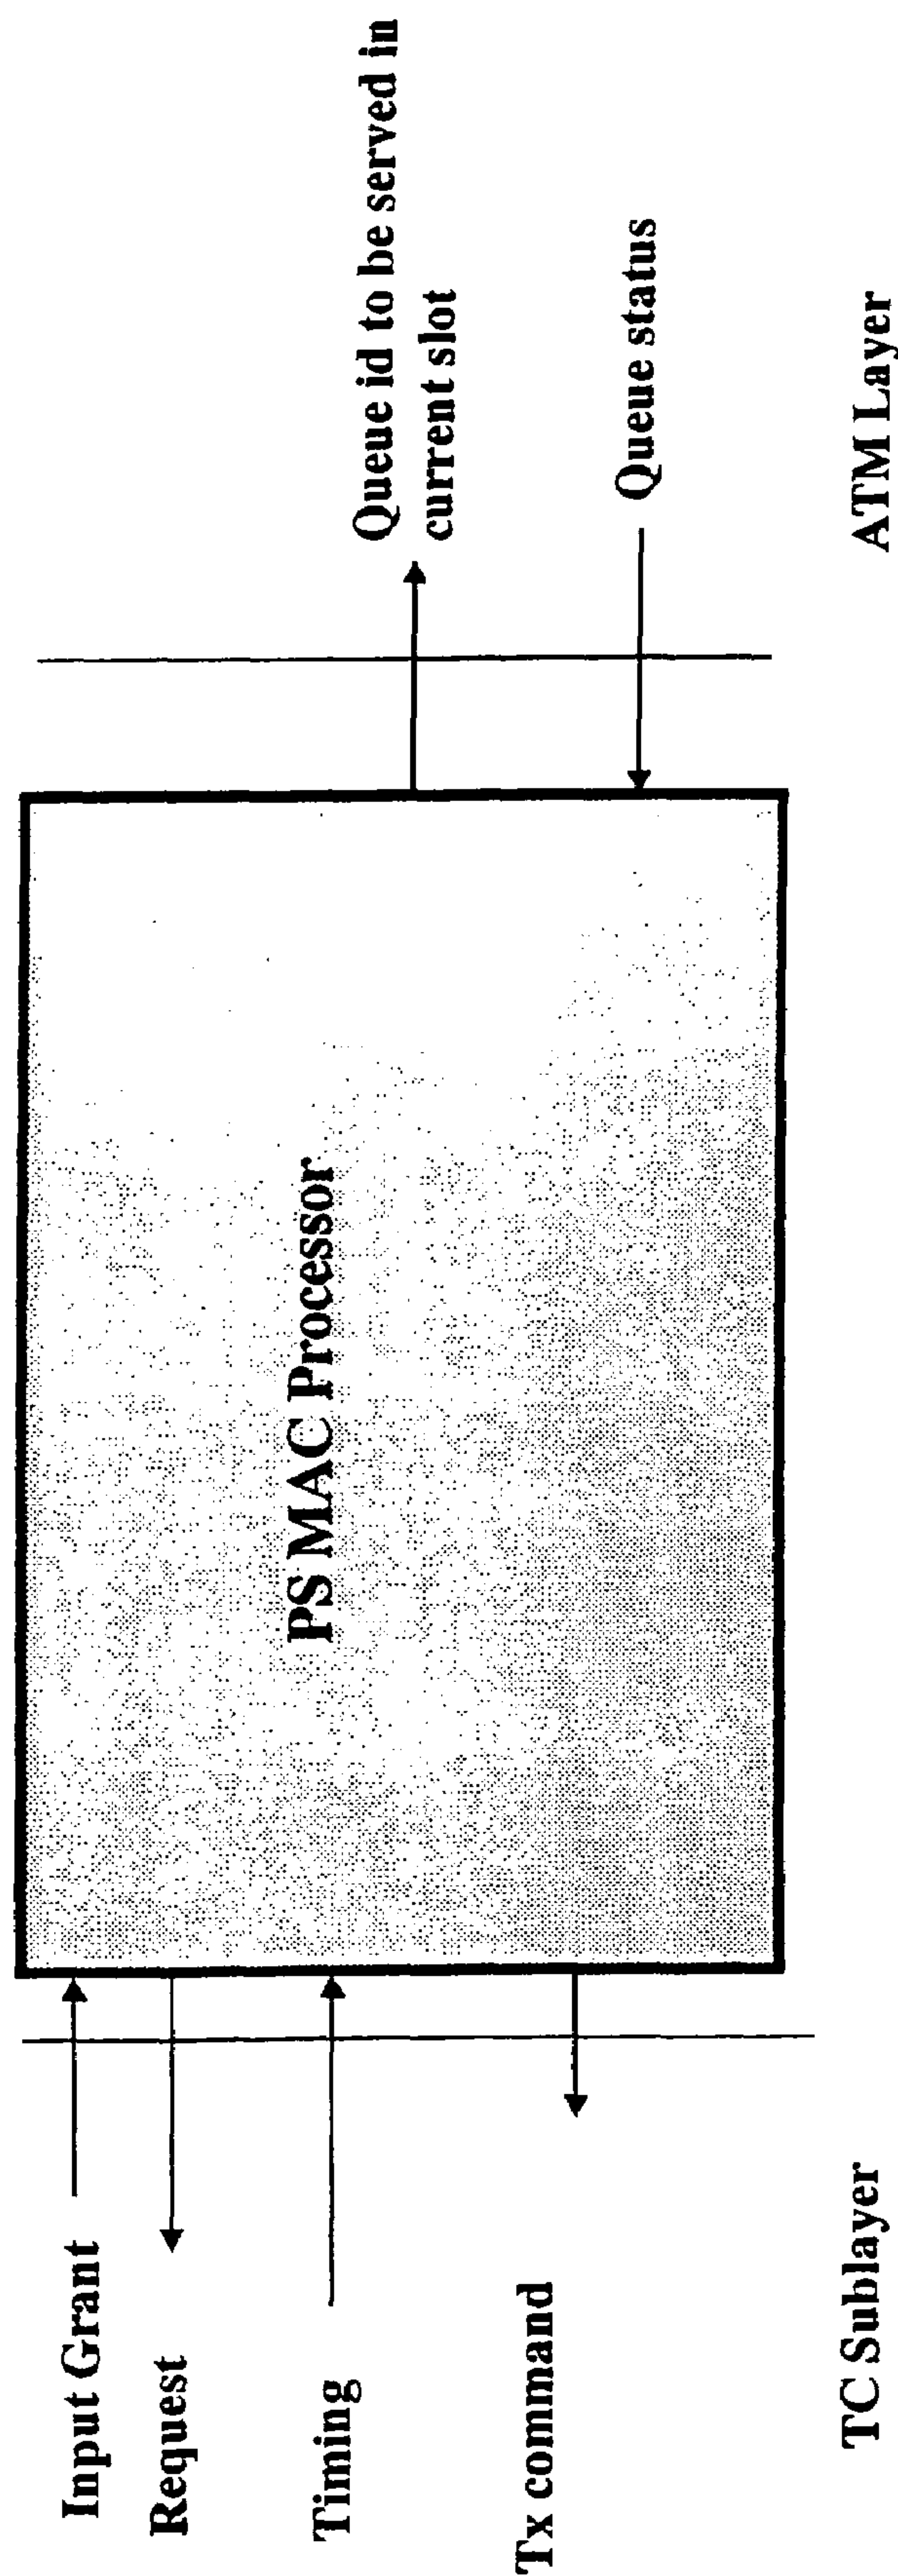 Input Grant
Request
Timing
Tx command
TC Sublayer
PS MAC Processor
Queue id to be served in
current slot
Queue status
ATM Layer